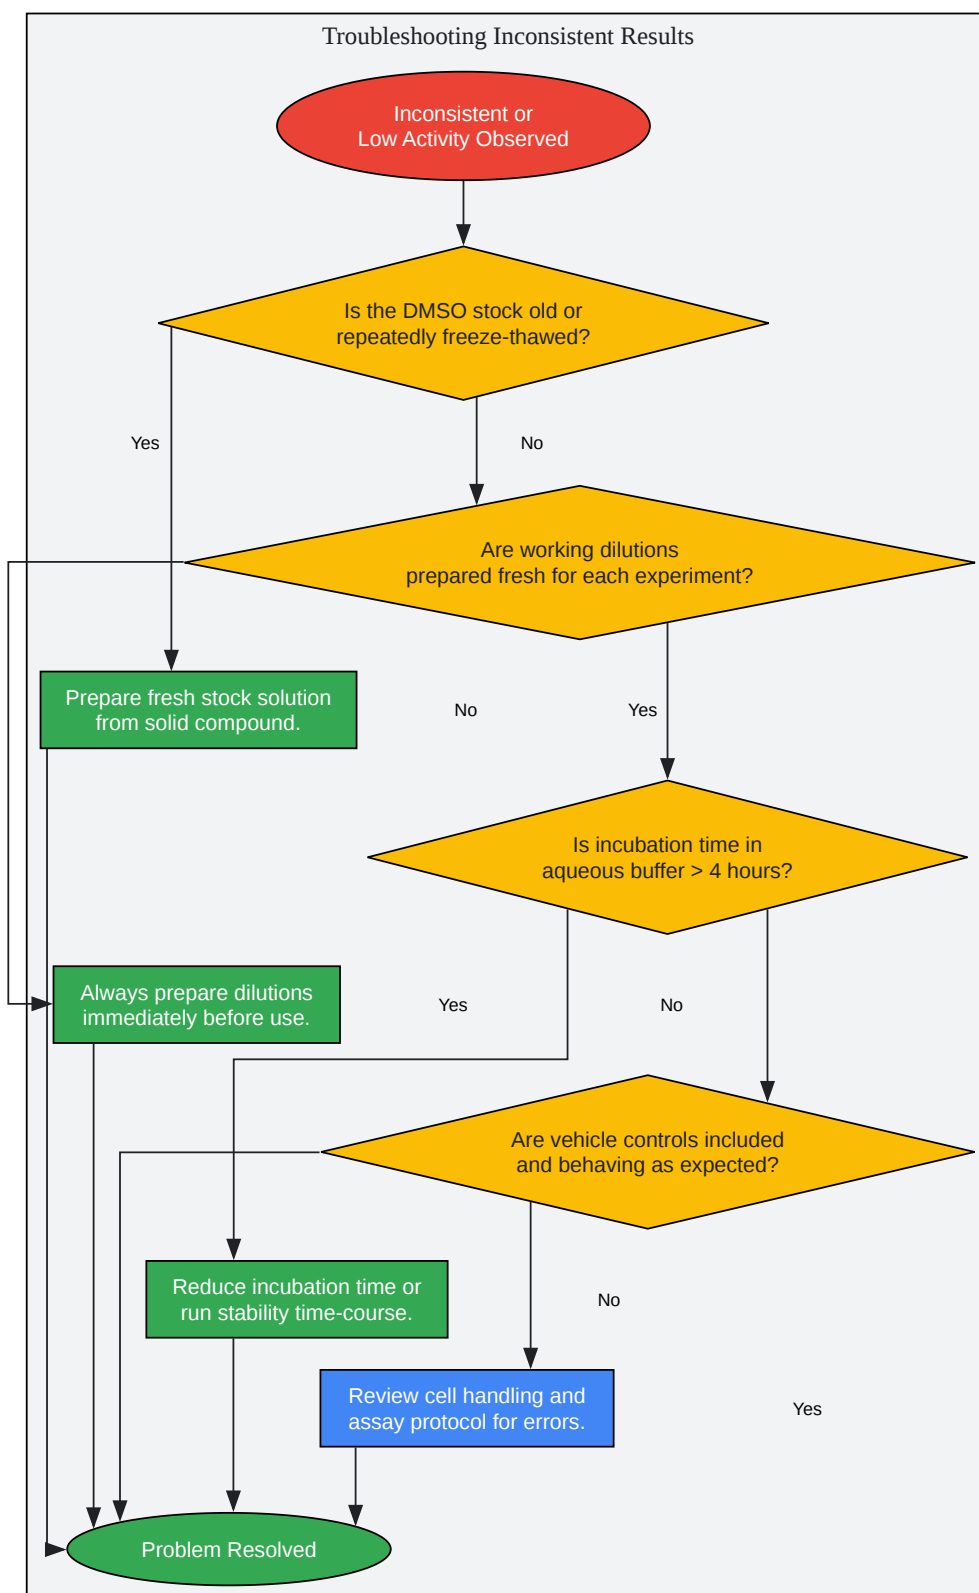 Troubleshooting Inconsistent Results
Inconsistent or
Low Activity Observed
Is the DMSO stock old or
repeatedly freeze-thawed?
Yes
No
Are working dilutions
prepared fresh for each experiment?
Prepare fresh stock solution
from solid compound.
No
Yes
Is incubation time in
aqueous buffer > 4 hours?
Always prepare dilutions
immediately before use.
Yes
No
Are vehicle controls included
and behaving as expected?
Reduce incubation time or
run stability time-course.
No
Review cell handling and
assay protocol for errors.
Yes
Problem Resolved